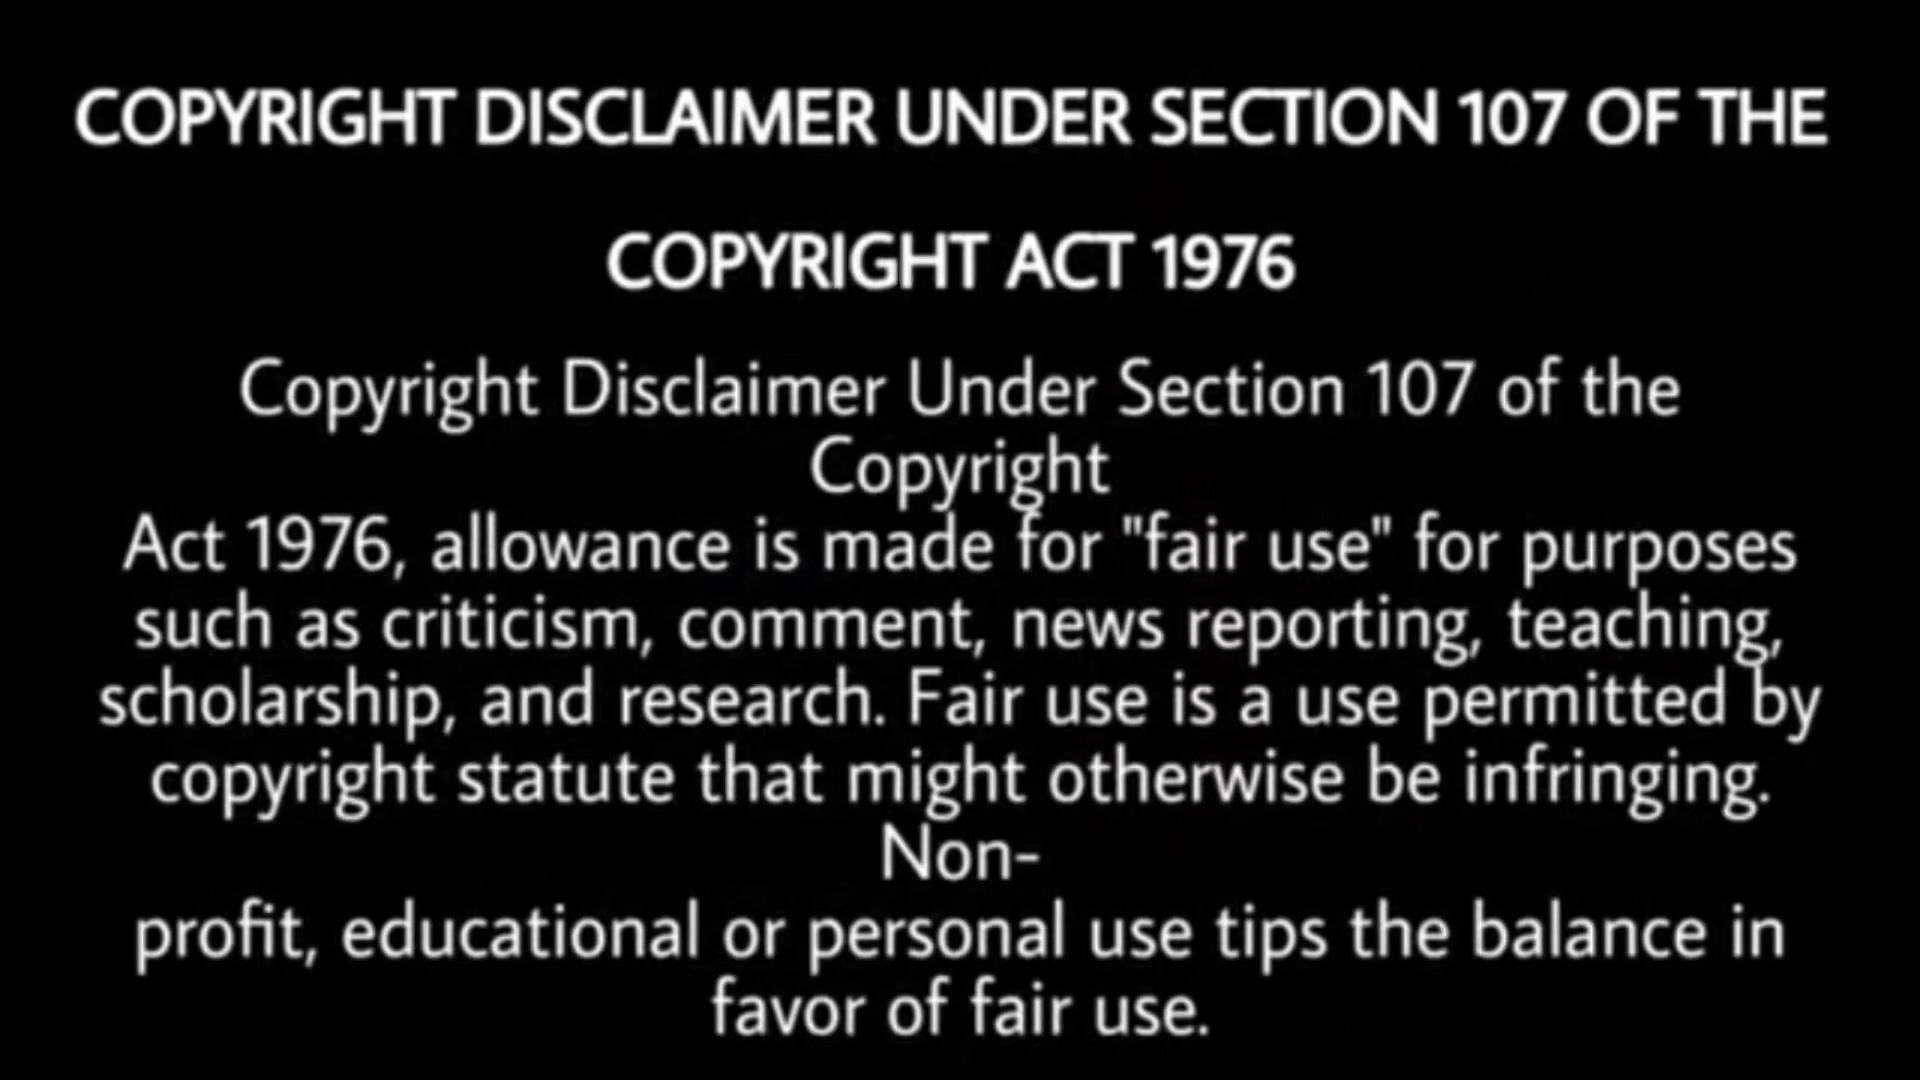 COPYRIGHT DISCLAIMER UNDER SECTION 107 OF THE
COPYRIGHT ACT 1976
Copyright Disclaimer Under Section 107 of the
Copyright
Act 1976, allowance is made for "fair use" for purposes
such as criticism, comment, news reporting, teaching,
scholarship, and research. Fair use is a use permitted by
copyright statute that might otherwise be infringing.
Non-
profit, educational or personal use tips the balance in
favor of fair use.